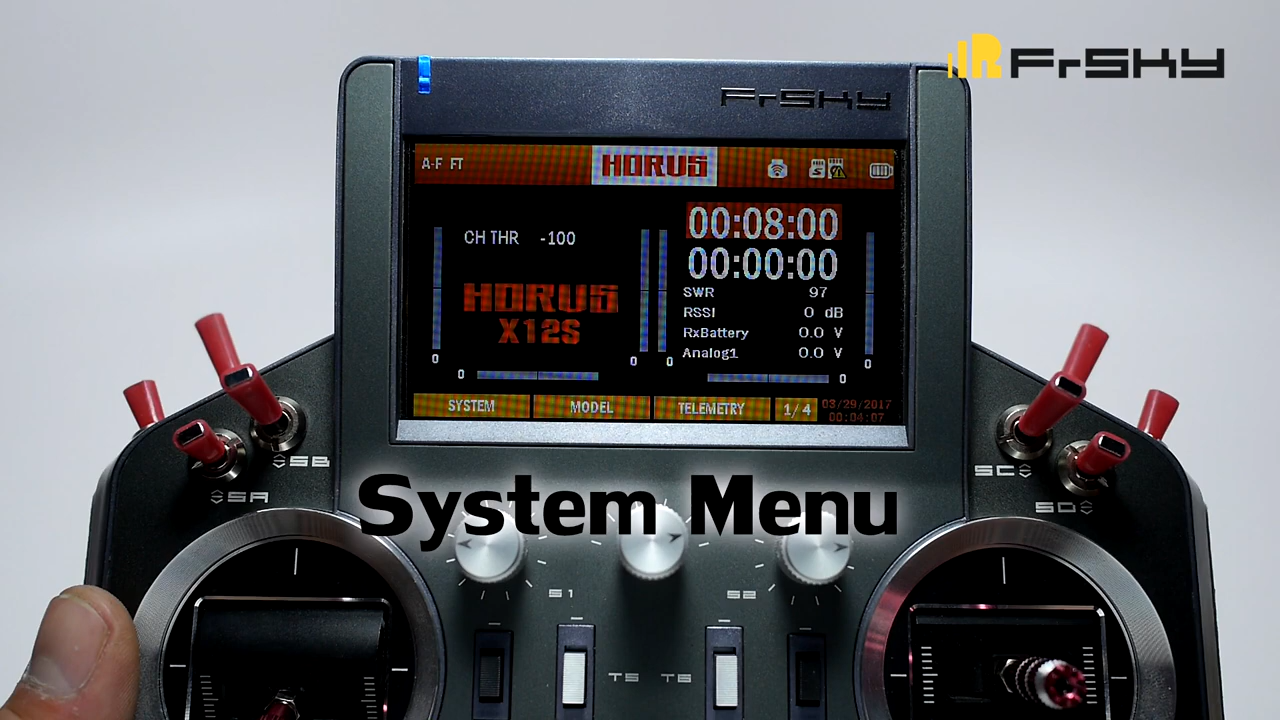 FrSKY
FrSKY
A-F FT
HORUS
CH THR -100
00:08:00
00:00:00
HORUS
X12S
SWR 97
RSSI 0 dB
RxBattery 0.0 V
Analog1 0.0 V
0 0 0 0
0 0
SYSTEM MODEL TELEMETRY 1/4 03/29/2017
00:04:07
SB
SA
SC
SD
System Menu
S1 S2
T5 T6